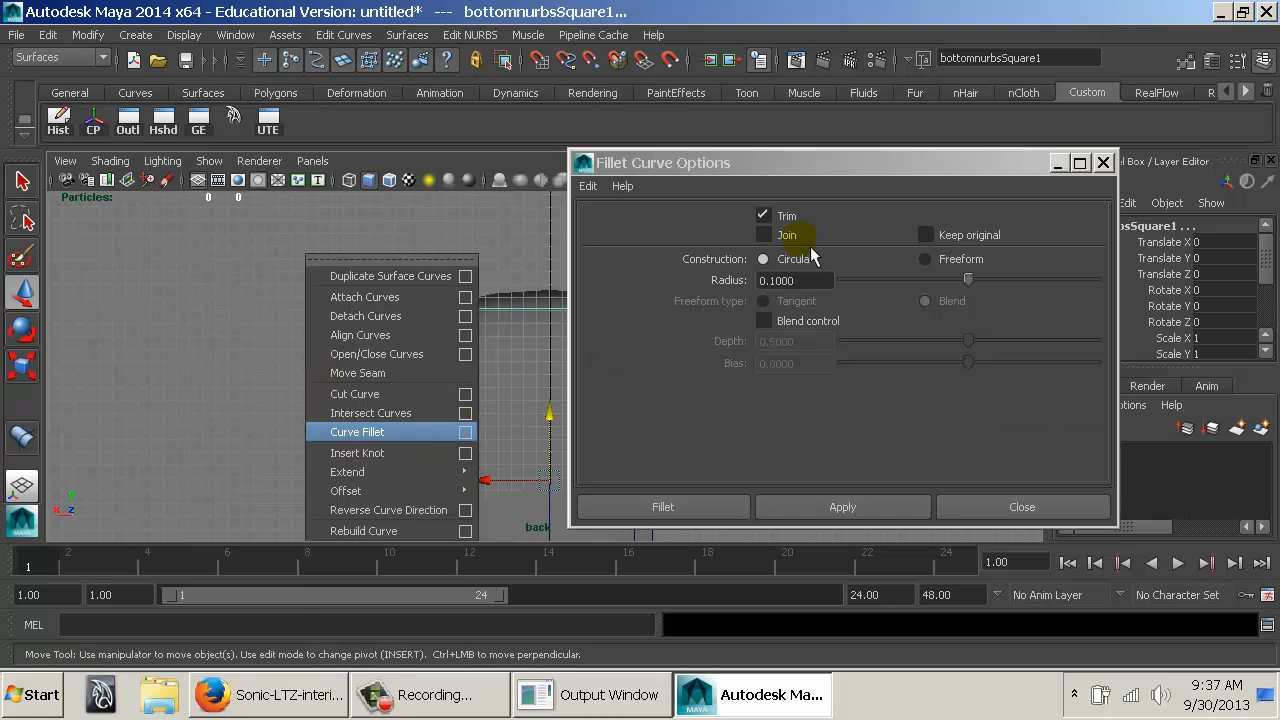 Autodesk Maya 2014 x64 - Educational Version: untitled* --- bottomnurbsSquare1...
File Edit Modify Create Display Window Assets Edit Curves Surfaces Edit NURBS Muscle Pipeline Cache Help
Surfaces bottomnurbsSquare1
General Curves Surfaces Polygons Deformation Animation Dynamics Rendering PaintEffects Toon Muscle Fluids Fur nHair nCloth Custom RealFlow R
Hist CP Outl Hshd GE UTE
View Shading Lighting Show Renderer Panels
Particles: 0 0
Duplicate Surface Curves
Attach Curves
Detach Curves
Align Curves
Open/Close Curves
Move Seam
Cut Curve
Intersect Curves
Curve Fillet
Insert Knot
Extend
Offset
Reverse Curve Direction
Rebuild Curve
back
Fillet Curve Options
Edit Help
Trim
Join Keep original
Construction: Circula Freeform
Radius: 0.1000
Freeform type: Tangent Blend
Blend control
Depth: 0.5000
Bias: 0.0000
Fillet Apply Close
el Box / Layer Editor
dit Object Show
bsSquare1 . . .
Translate X 0
Translate Y 0
Translate Z 0
Rotate X 0
Rotate Y 0
Rotate Z 0
Scale X 1
Scale Y 1
Render Anim
ptions Help
2 4 6 8 10 12 14 16 18 20 22 24
1 1.00
1.00 1.00 1 24 24.00 48.00 No Anim Layer No Character Set
MEL
Move Tool: Use manipulator to move object(s). Use edit mode to change pivot (INSERT). Ctrl+LMB to move perpendicular.
Start Sonic-LTZ-interi... Recording... Output Window Autodesk Ma... 9:37 AM
9/30/2013